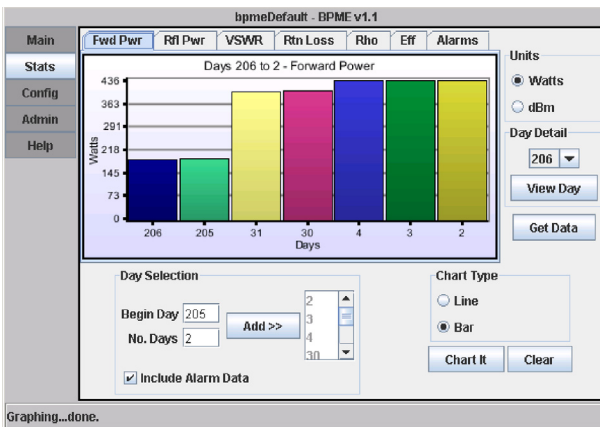 bpmeDefault - BPME v1.1
Main
Stats
Config
Admin
Help
Fwd Pwr Rfl Pwr VSWR Rtn Loss Rho Eff Alarms
Days 206 to 2 - Forward Power
Watts
436
363
291
218
145
73
0
206 205 31 30 4 3 2
Days
Units
Watts
dBm
Day Detail
206
View Day
Get Data
Day Selection
Begin Day 205
No. Days 2
Add >>
2
3
4
30
Include Alarm Data
Chart Type
Line
Bar
Chart It Clear
Graphing...done.